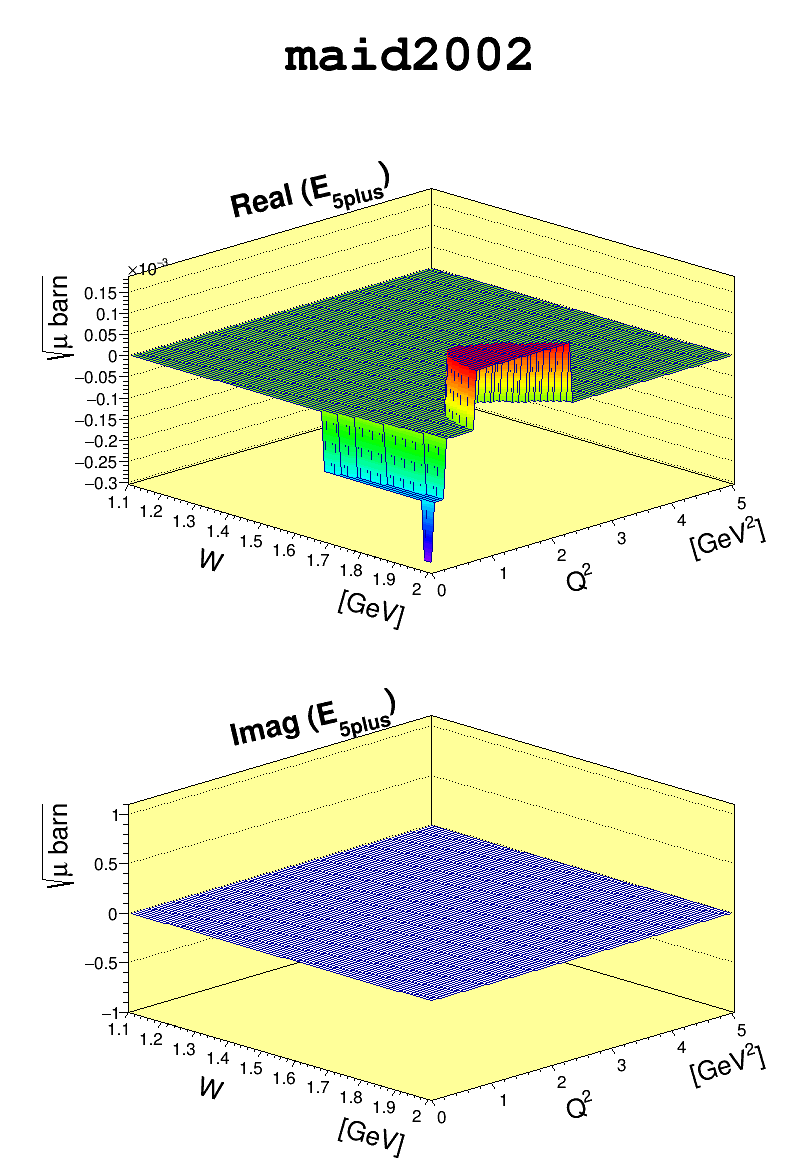 maid2002
Real (E5plus)
×10⁻³
√μ barn
0.15
0.1
0.05
0
−0.05
−0.1
−0.15
−0.2
−0.25
−0.3
1.1 1.2 1.3 1.4 1.5 1.6 1.7 1.8 1.9 2
W
[GeV]
0 1 2 3 4 5
Q²
[GeV²]
Imag (E5plus)
√μ barn
1
0.5
0
−0.5
−1
1.1 1.2 1.3 1.4 1.5 1.6 1.7 1.8 1.9 2
W
[GeV]
0 1 2 3 4 5
Q²
[GeV²]